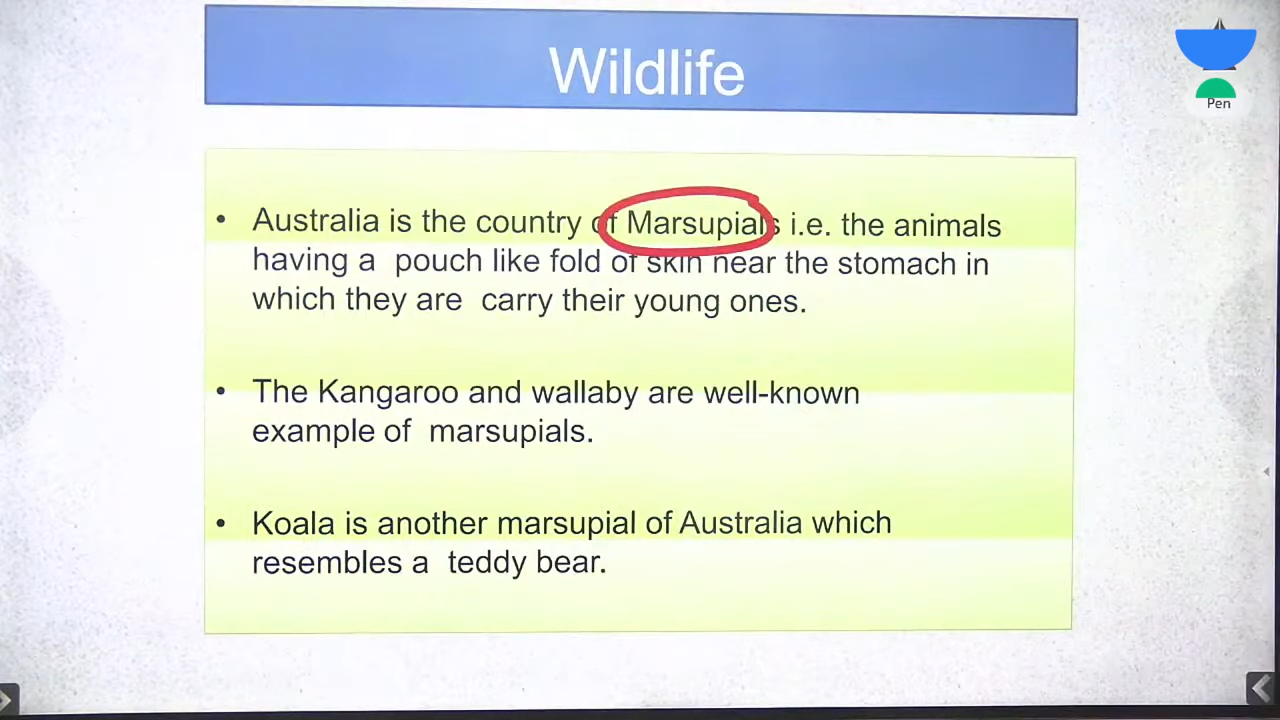 Wildlife
Pen
• Australia is the country of Marsupials i.e. the animals
having a pouch like fold of skin near the stomach in
which they are carry their young ones.
• The Kangaroo and wallaby are well-known
example of marsupials.
• Koala is another marsupial of Australia which
resembles a teddy bear.